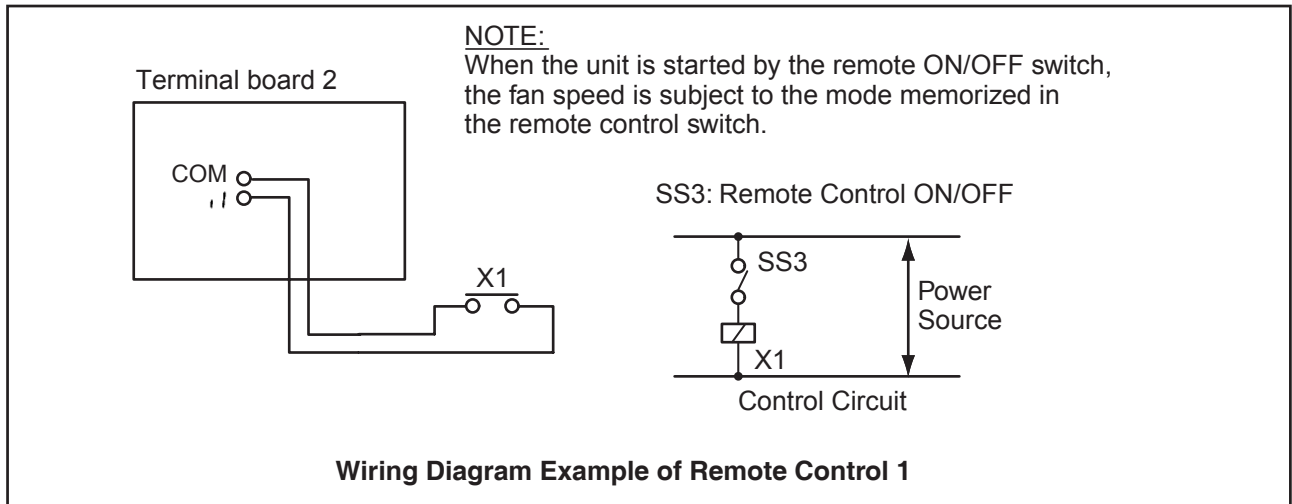 NOTE:
When the unit is started by the remote ON/OFF switch,
the fan speed is subject to the mode memorized in
the remote control switch.
Terminal board 2
COM
X1
SS3: Remote Control ON/OFF
SS3
Power
Source
X1
Control Circuit
Wiring Diagram Example of Remote Control 1